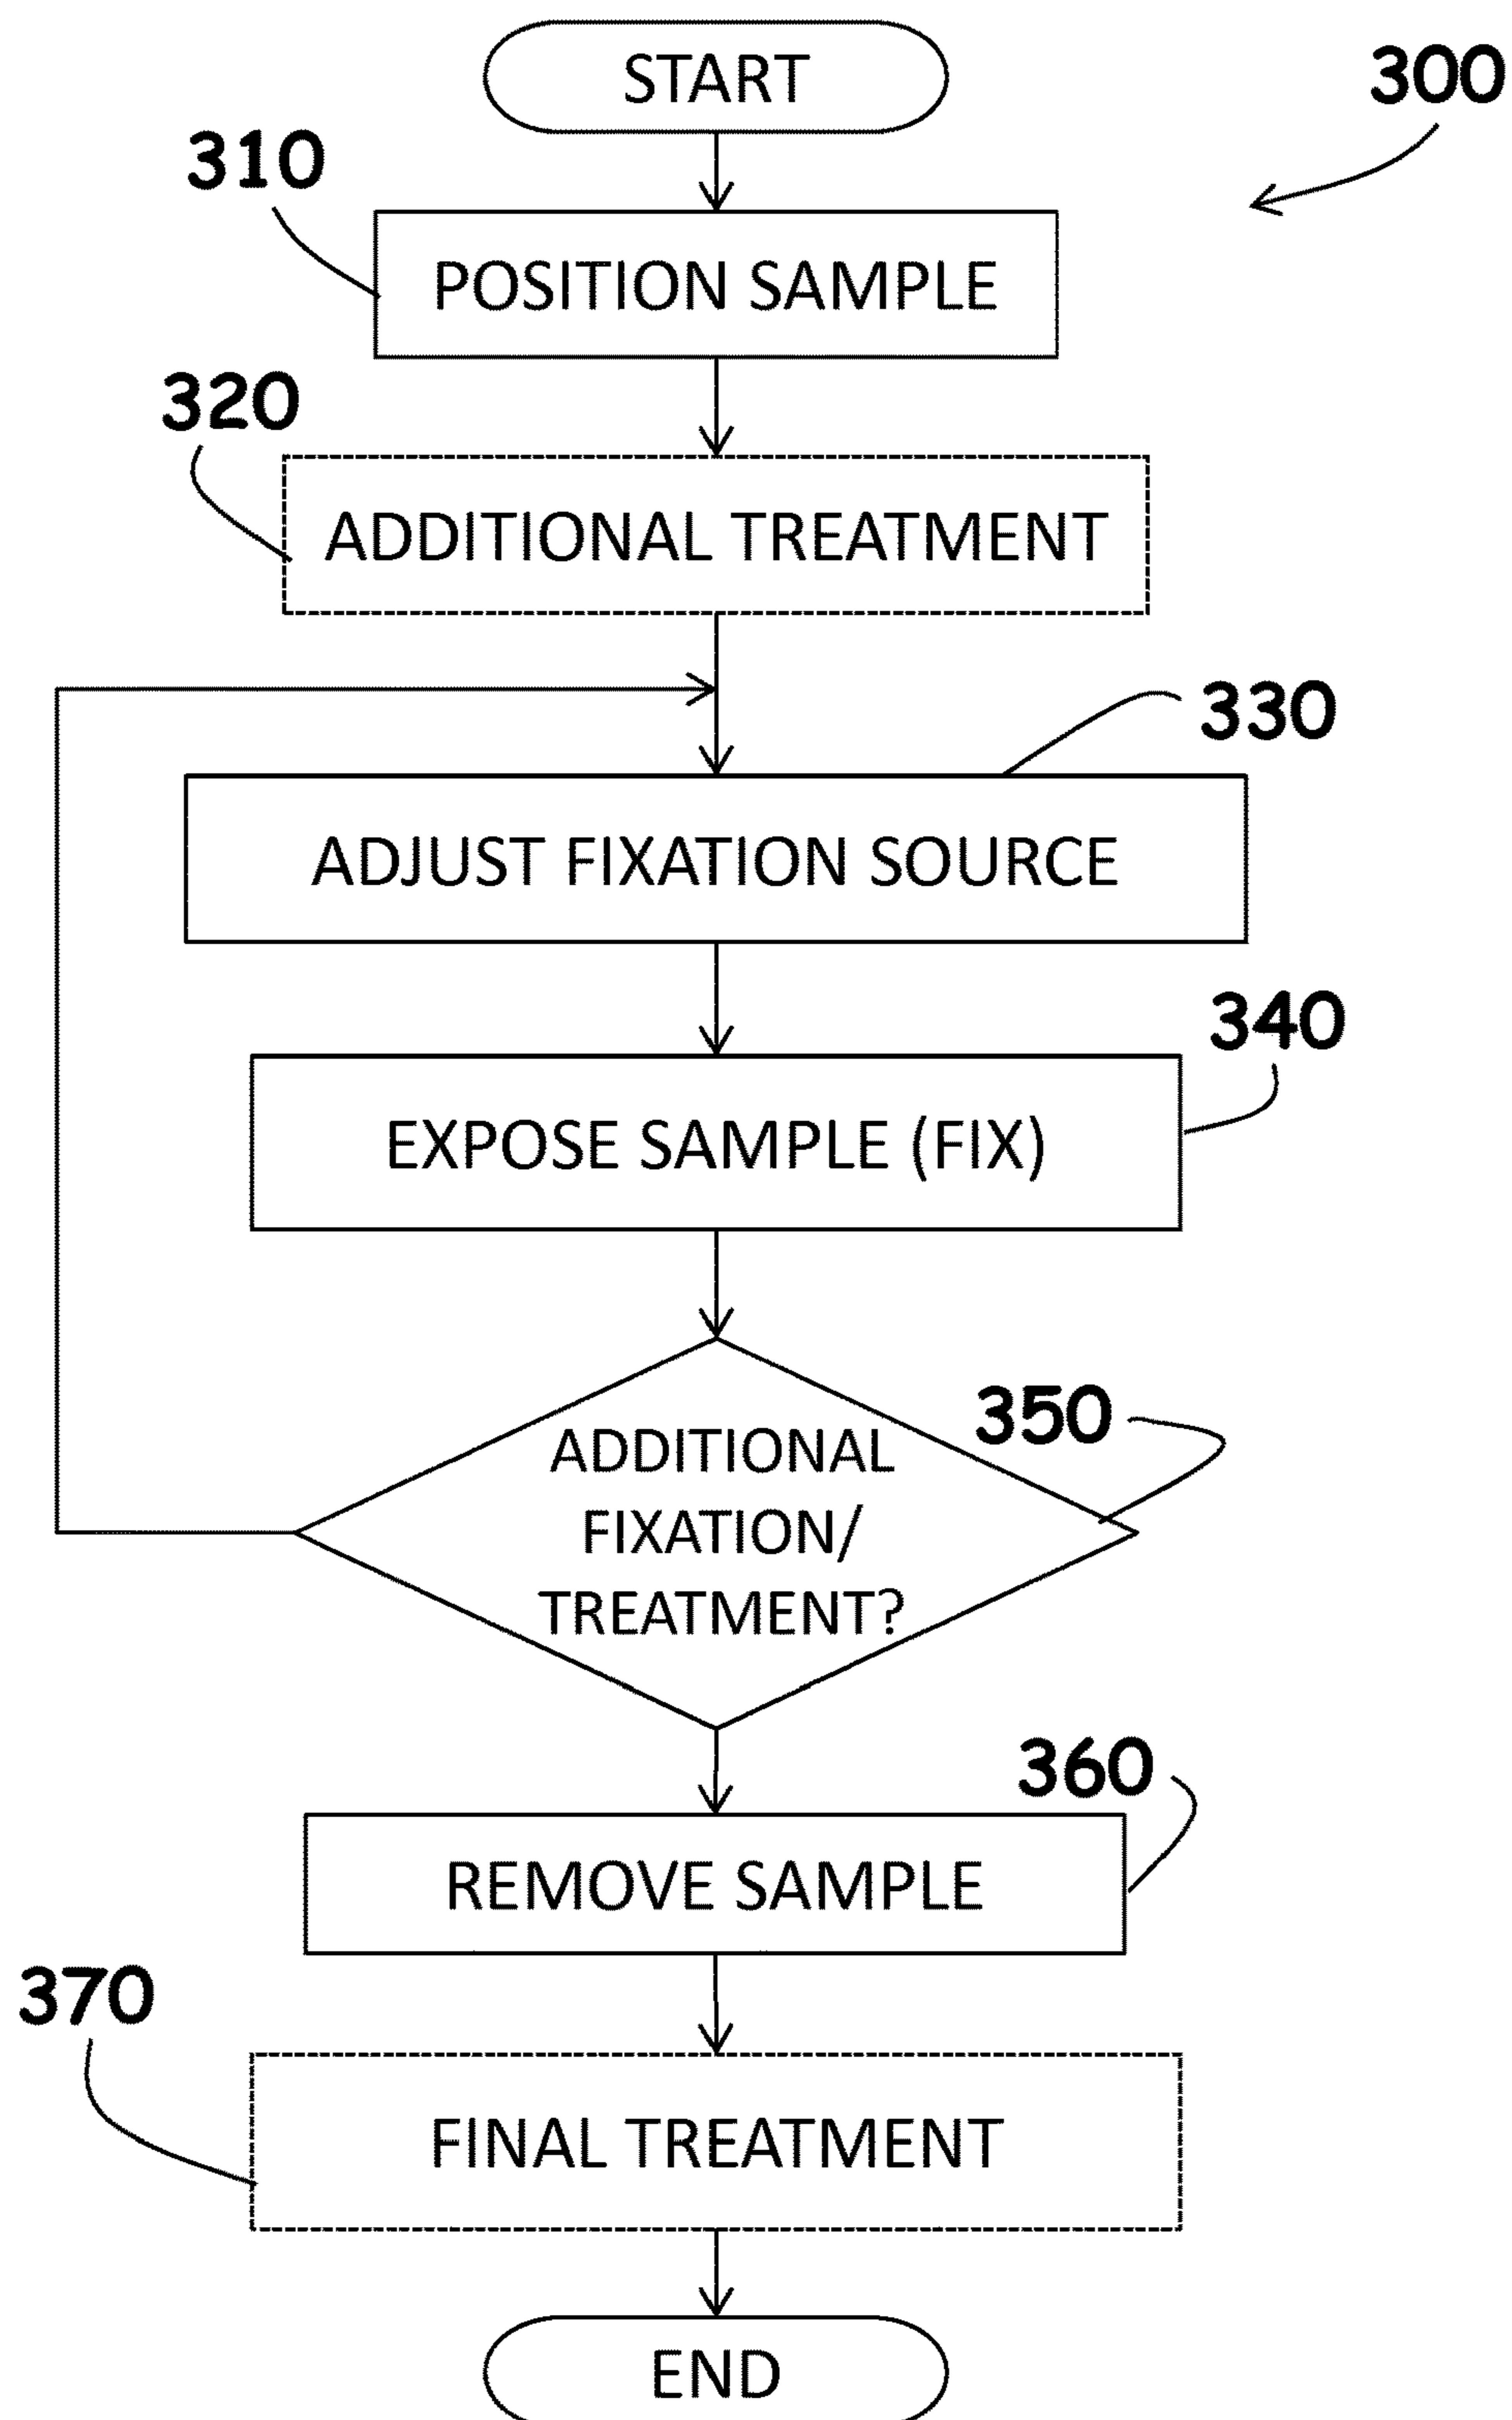 START
300
310
POSITION SAMPLE
320
ADDITIONAL TREATMENT
330
ADJUST FIXATION SOURCE
340
EXPOSE SAMPLE (FIX)
350
ADDITIONAL
FIXATION/
TREATMENT?
360
REMOVE SAMPLE
370
FINAL TREATMENT
END